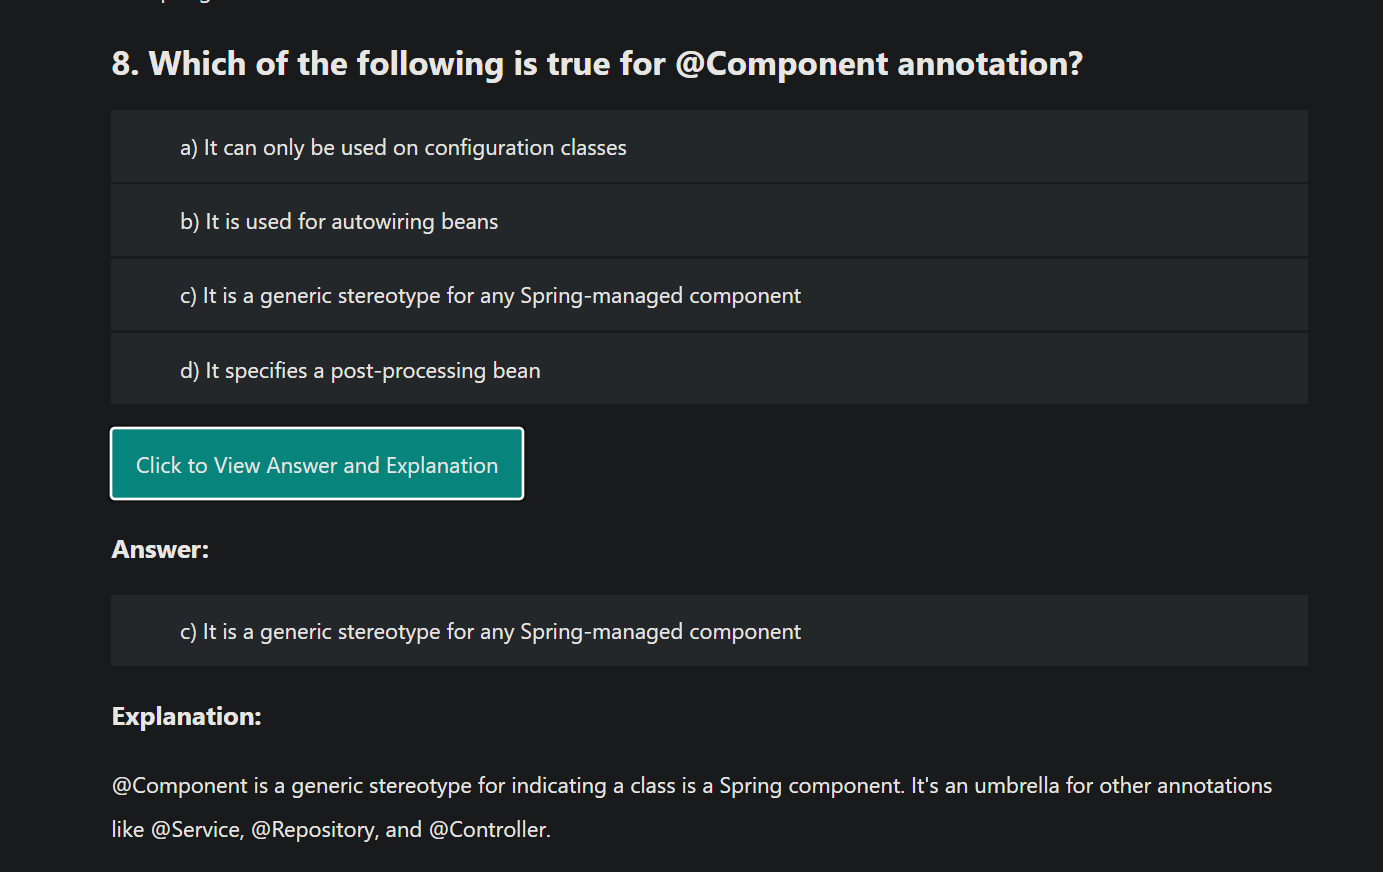 8. Which of the following is true for @Component annotation?
a) It can only be used on configuration classes
b) It is used for autowiring beans
c) It is a generic stereotype for any Spring-managed component
d) It specifies a post-processing bean
Click to View Answer and Explanation
Answer:
c) It is a generic stereotype for any Spring-managed component
Explanation:
@Component is a generic stereotype for indicating a class is a Spring component. It's an umbrella for other annotations
like @Service, @Repository, and @Controller.